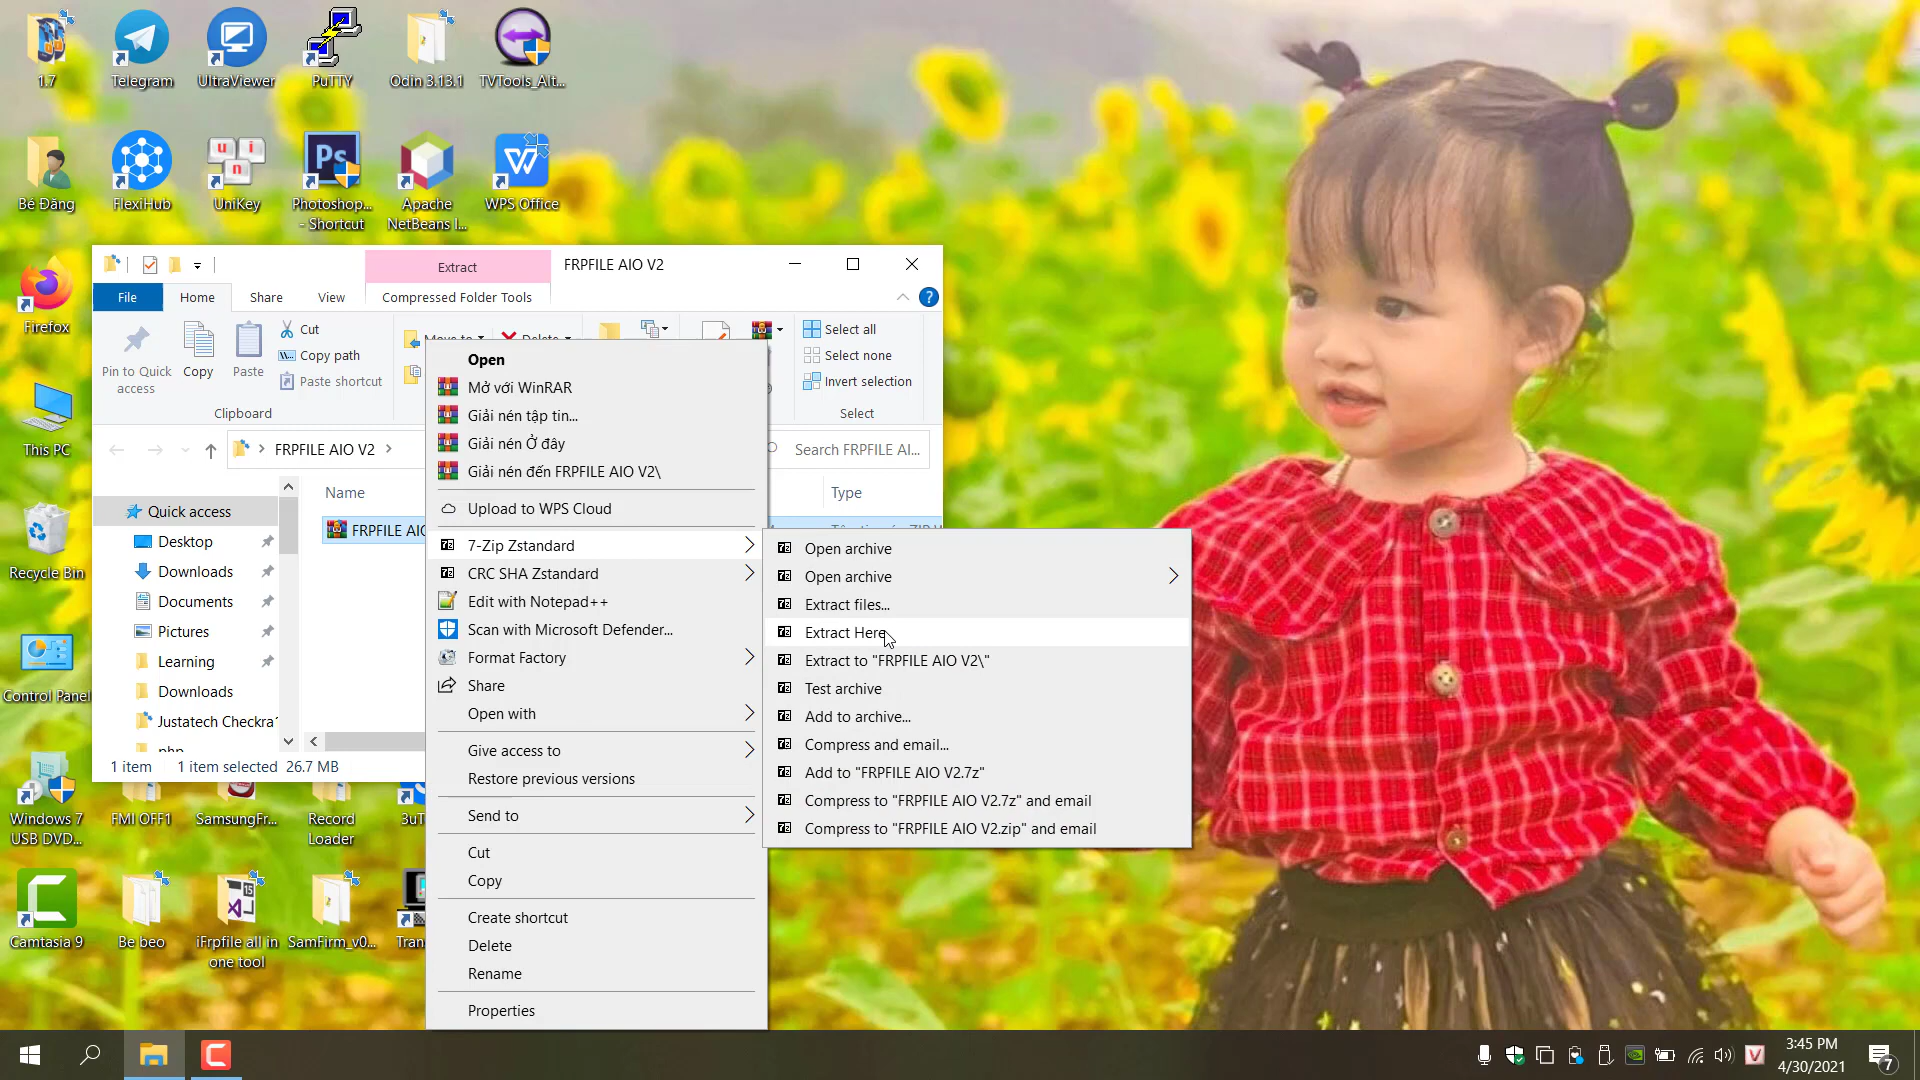 1.7
Telegram
UltraViewer
PuTTY
Odin 3.13.1
TVTools_Alt...
Bé Đăng
FlexiHub
UniKey
Photoshop...
- Shortcut
Apache
NetBeans I...
WPS Office
Firefox
This PC
Recycle Bin
Control Panel
Windows 7
USB DVD...
FMI OFF1
SamsungFr...
Record
Loader
3uT
Camtasia 9
Be beo
iFrpfile all in
one tool
SamFirm_v0...
Tran
Extract
FRPFILE AIO V2
File
Home
Share
View
Compressed Folder Tools
Pin to Quick
access
Copy
Paste
Cut
Copy path
Paste shortcut
Clipboard
Move to
Delete
Select all
Select none
Invert selection
Select
FRPFILE AIO V2
Search FRPFILE AI...
Name
Type
FRPFILE AIO
Quick access
Desktop
Downloads
Documents
Pictures
Learning
Downloads
Justatech Checkra1
php
1 item
1 item selected
26.7 MB
Open
Mở với WinRAR
Giải nén tập tin...
Giải nén Ở đây
Giải nén đến FRPFILE AIO V2\
Upload to WPS Cloud
7-Zip Zstandard
CRC SHA Zstandard
Edit with Notepad++
Scan with Microsoft Defender...
Format Factory
Share
Open with
Give access to
Restore previous versions
Send to
Cut
Copy
Create shortcut
Delete
Rename
Properties
Open archive
Open archive
Extract files...
Extract Here
Extract to "FRPFILE AIO V2\"
Test archive
Add to archive...
Compress and email...
Add to "FRPFILE AIO V2.7z"
Compress to "FRPFILE AIO V2.7z" and email
Compress to "FRPFILE AIO V2.zip" and email
3:45 PM
4/30/2021
7